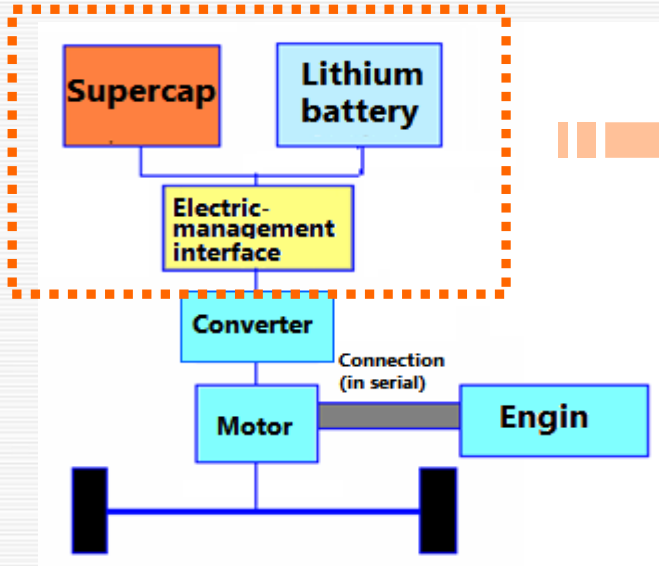 Supercap
Lithium
battery
Electric-
management
interface
Converter
Connection
(in serial)
Motor
Engin